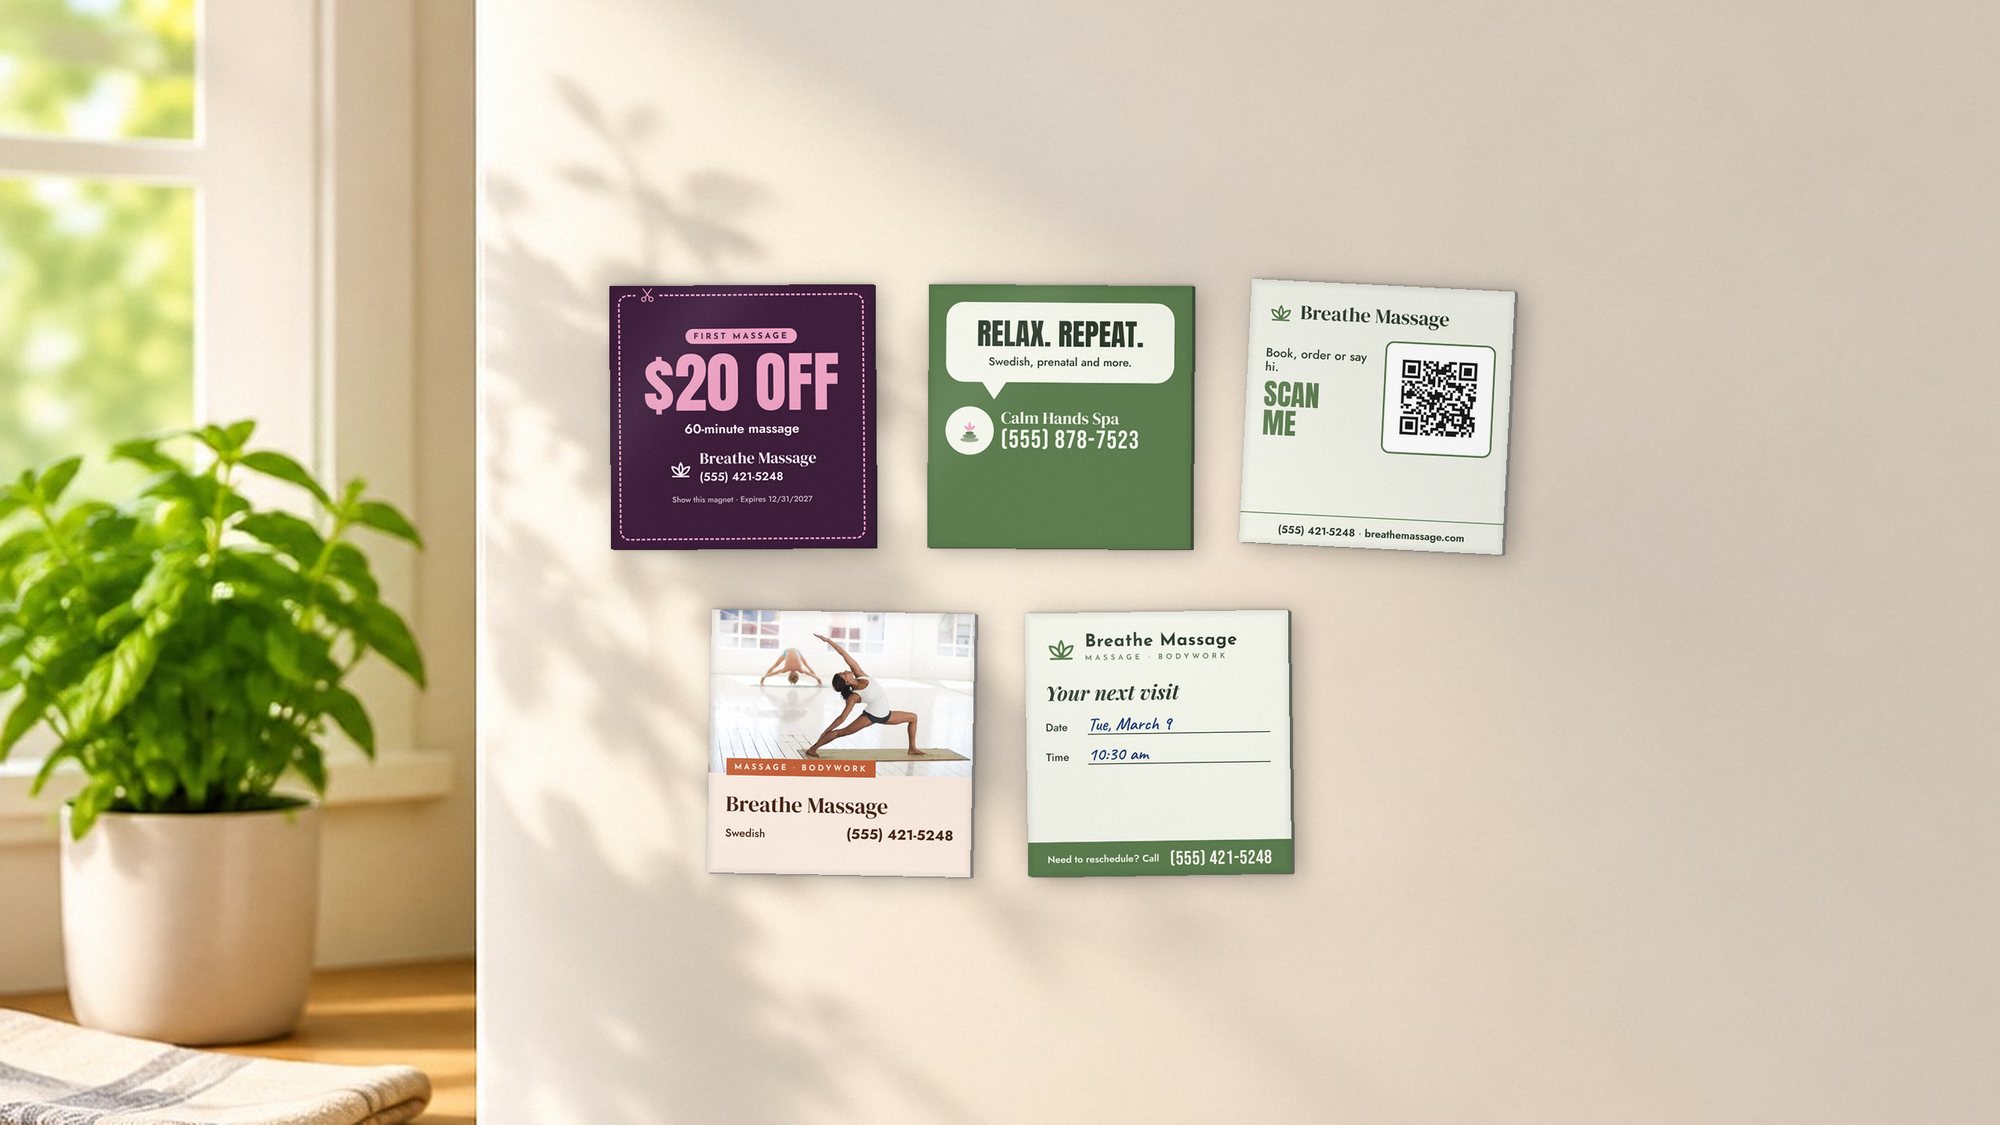 FIRST MASSAGE
$20 OFF
60-minute massage
Breathe Massage
(555) 421-5248
Show this magnet · Expires 12/31/2027
RELAX. REPEAT.
Swedish, prenatal and more.
Calm Hands Spa
(555) 878-7523
Breathe Massage
Book, order or say
hi.
SCAN
ME
(555) 421-5248 · breathemassage.com
MASSAGE · BODYWORK
Breathe Massage
Swedish
(555) 421-5248
Breathe Massage
MASSAGE · BODYWORK
Your next visit
Date Tue, March 9
Time 10:30 am
Need to reschedule? Call (555) 421-5248